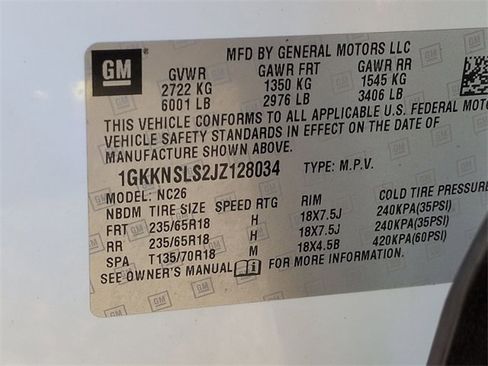 MFD BY GENERAL MOTORS LLC
GM
GVWR GAWR FRT GAWR RR
2722 KG 1350 KG 1545 KG
6001 LB 2976 LB 3406 LB
THIS VEHICLE CONFORMS TO ALL APPLICABLE U.S. FEDERAL MOTOR
VEHICLE SAFETY STANDARDS IN EFFECT ON THE DATE OF
MANUFACTURE SHOWN ABOVE.
1GKKNSLS2JZ128034 TYPE: M.P.V.
MODEL: NC26
NBDM TIRE SIZE SPEED RTG RIM COLD TIRE PRESSURE
FRT 235/65R18 H 18X7.5J 240KPA(35PSI)
RR 235/65R18 H 18X7.5J 240KPA(35PSI)
SPA T135/70R18 M 18X4.5B 420KPA(60PSI)
SEE OWNER'S MANUAL FOR MORE INFORMATION.